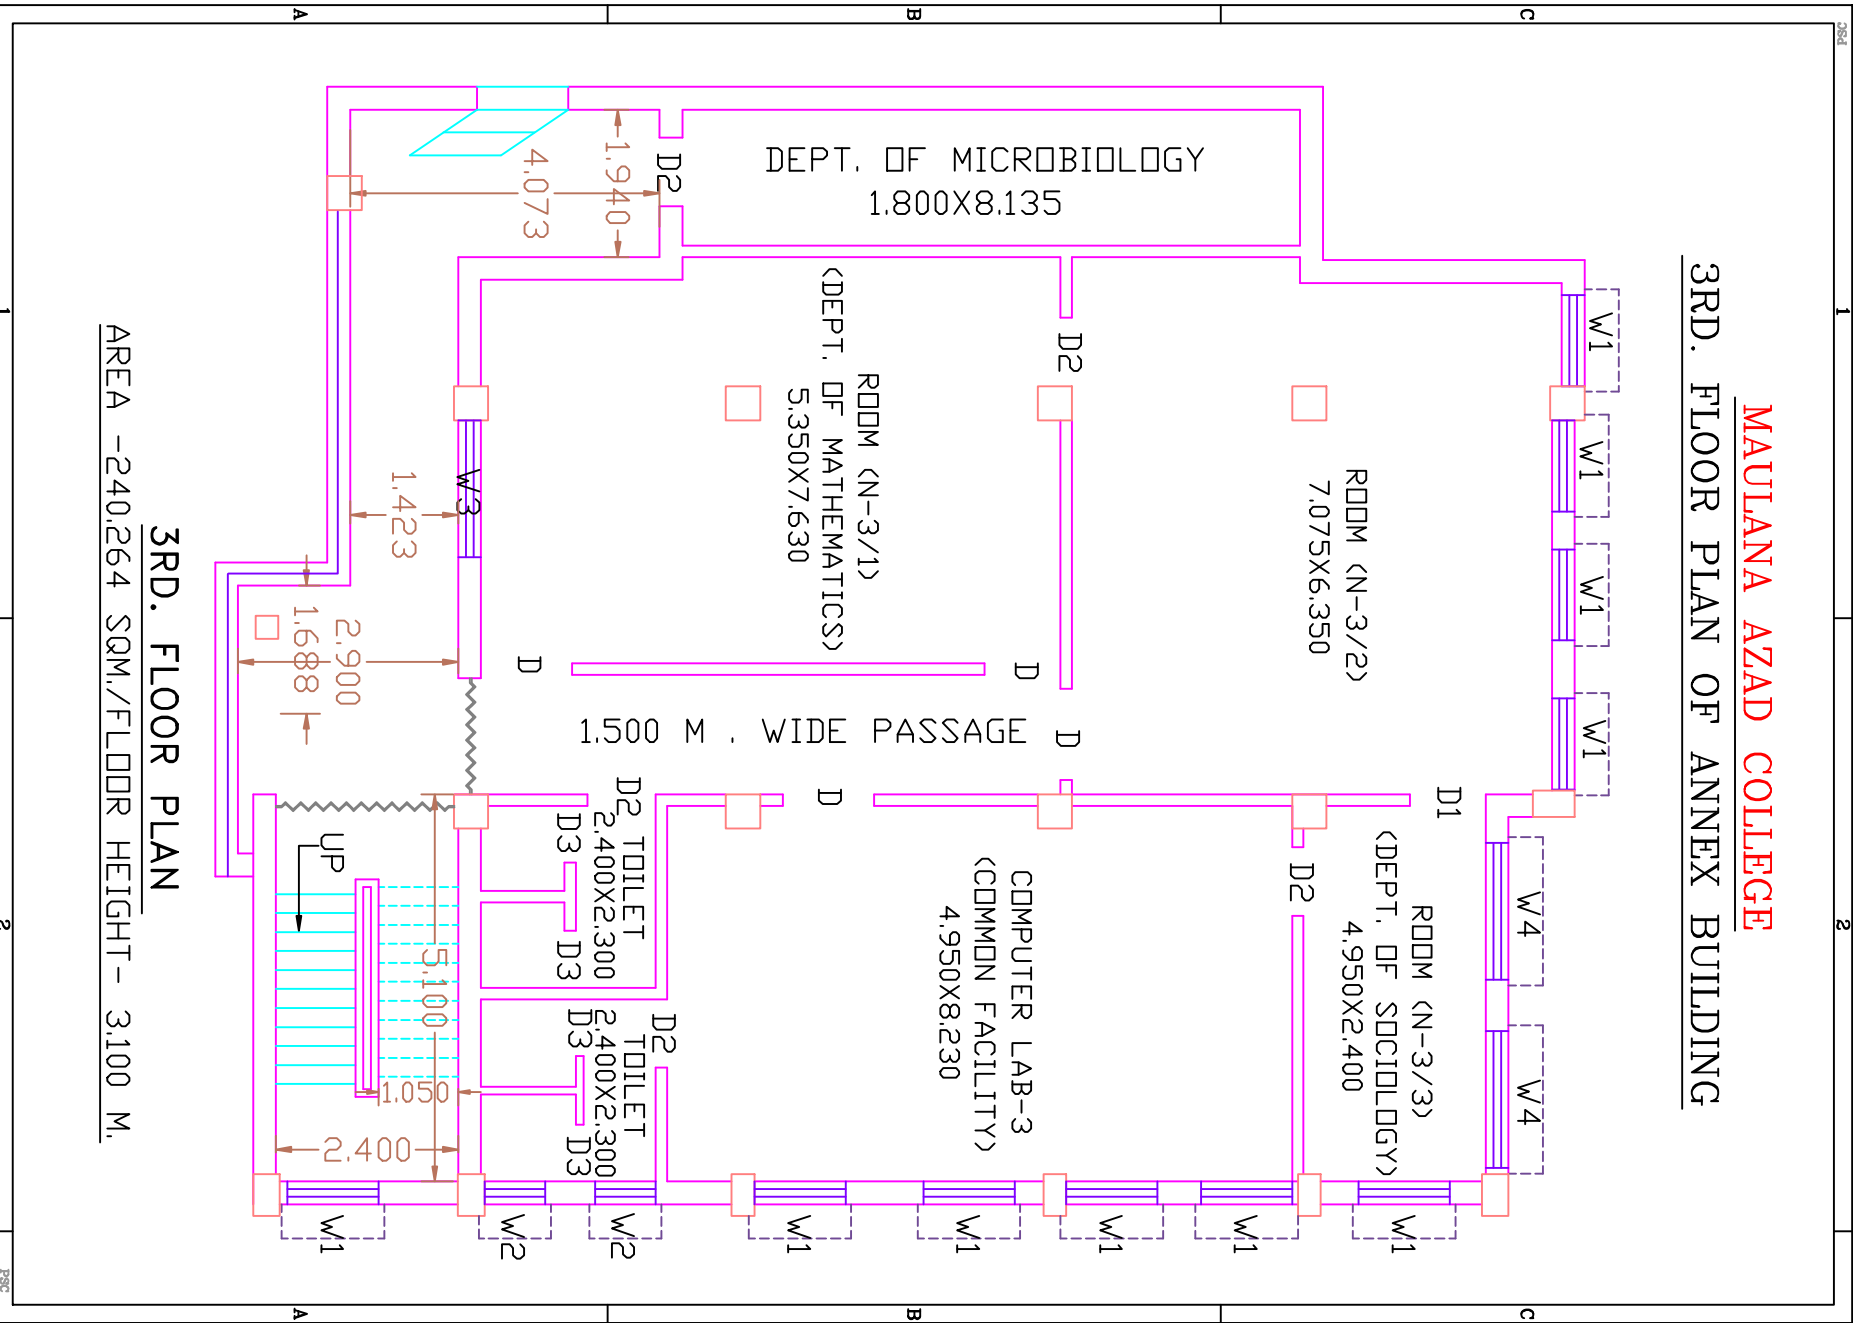 MAULANA AZAD COLLEGE
3RD. FLOOR PLAN OF ANNEX BUILDING
PSC
1
2
C
C
B
B
A
A
1
2
PSC
W1
W1
W1
W1
W4
W4
ROOM (N-3/2)
7.075X6.350
D1
ROOM (N-3/3)
(DEPT. OF SOCIOLOGY)
4.950X2.400
D2
DEPT. OF MICROBIOLOGY
1.800X8.135
D2
D2
D
D
ROOM (N-3/1)
(DEPT. OF MATHEMATICS)
5.350X7.630
1.500 M . WIDE PASSAGE
D
D
COMPUTER LAB-3
(COMMON FACILITY)
4.950X8.230
D2
TOILET
2.400X2.300
D3
D3
D2
TOILET
2.400X2.300
D3
D3
1.940
4.073
W3
1.423
2.900
1.688
5.100
1.050
2.400
UP
W1
W1
W1
W1
W1
W2
W2
W1
3RD. FLOOR PLAN
AREA -240.264 SQM./FLOOR HEIGHT- 3.100 M.